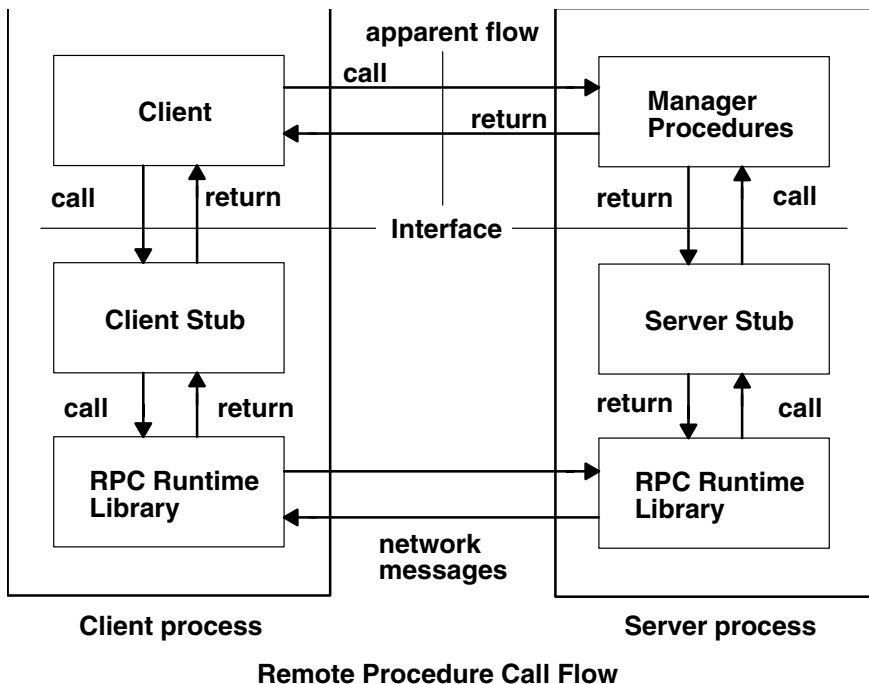 apparent flow
call
Client
Manager
Procedures
return
call
return
return
call
Interface
Client Stub
Server Stub
call
return
return
call
RPC Runtime
Library
RPC Runtime
Library
network
messages
Client process
Server process
Remote Procedure Call Flow